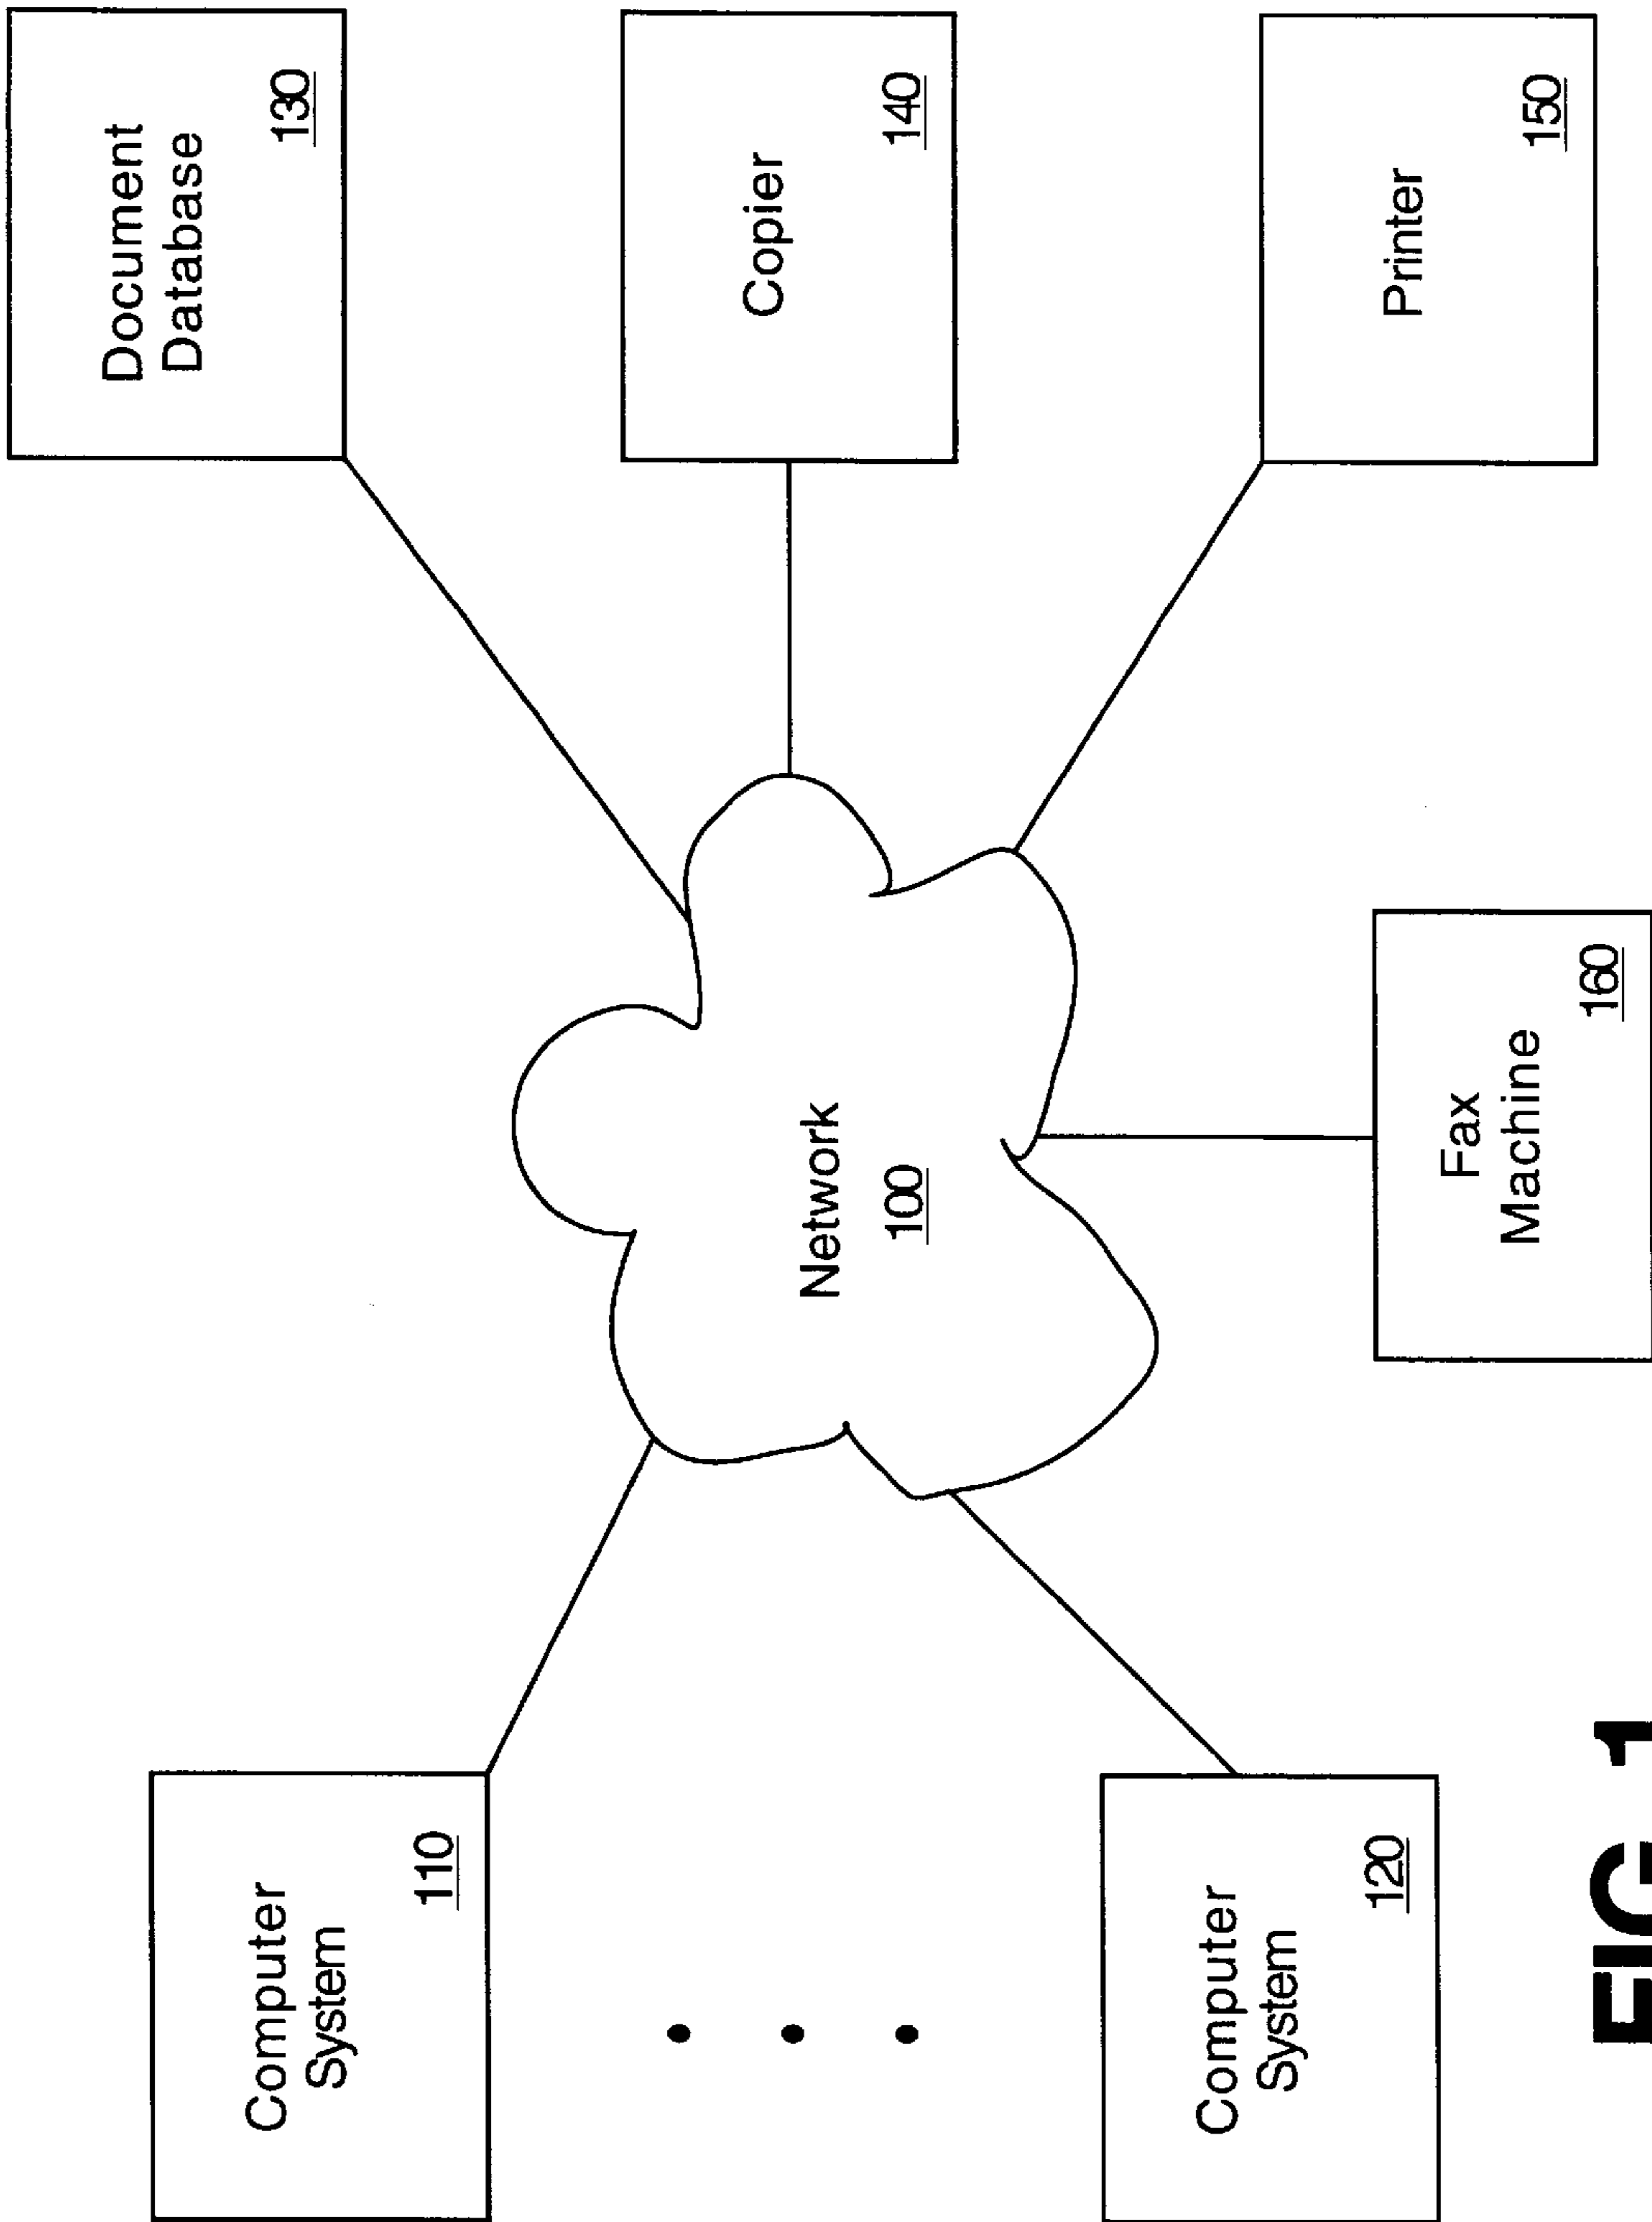 Computer
System
110
Computer
System
120
Network
100
Fax
Machine
160
Document
Database
130
Copier
140
Printer
150
FIG 1